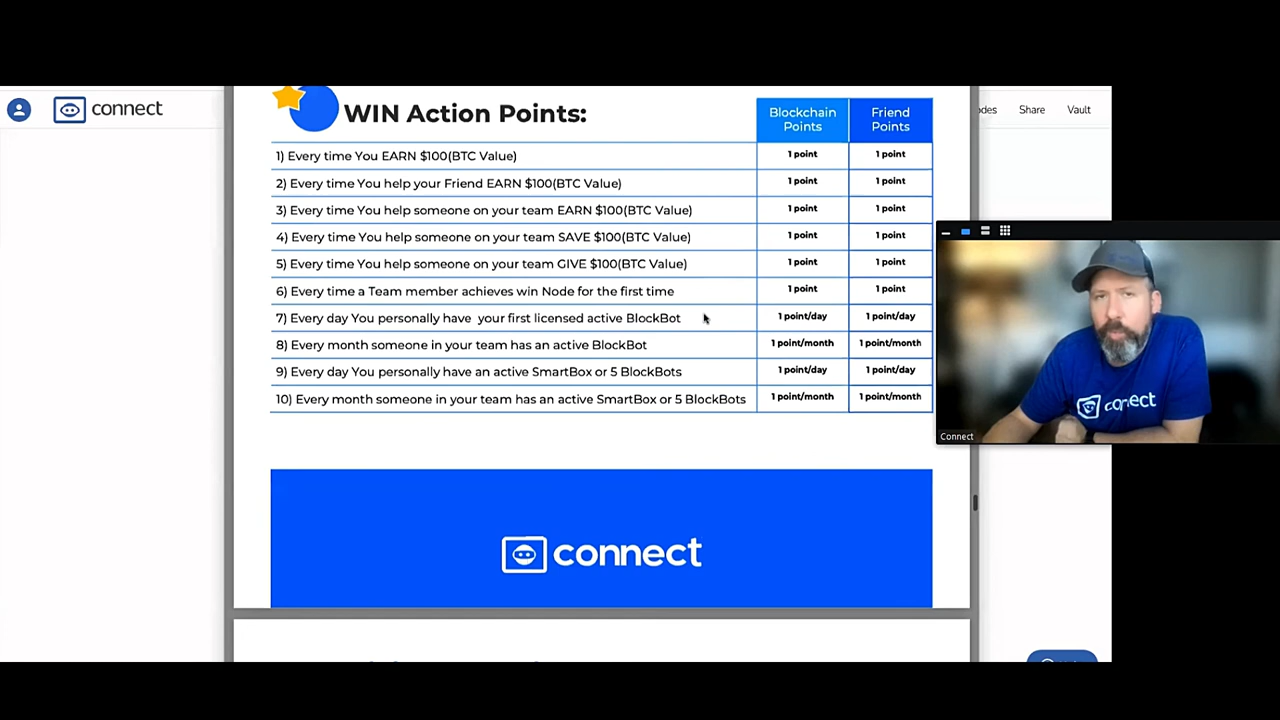 connect
WIN Action Points:
Blockchain Points
Friend Points
Share
Vault
1) Every time You EARN $100(BTC Value) 1 point 1 point
2) Every time You help your Friend EARN $100(BTC Value) 1 point 1 point
3) Every time You help someone on your team EARN $100(BTC Value) 1 point 1 point
4) Every time You help someone on your team SAVE $100(BTC Value) 1 point 1 point
5) Every time You help someone on your team GIVE $100(BTC Value) 1 point 1 point
6) Every time a Team member achieves win Node for the first time 1 point 1 point
7) Every day You personally have your first licensed active BlockBot 1 point/day 1 point/day
8) Every month someone in your team has an active BlockBot 1 point/month 1 point/month
9) Every day You personally have an active SmartBox or 5 BlockBots 1 point/day 1 point/day
10) Every month someone in your team has an active SmartBox or 5 BlockBots 1 point/month 1 point/month
connect
Connect
connect